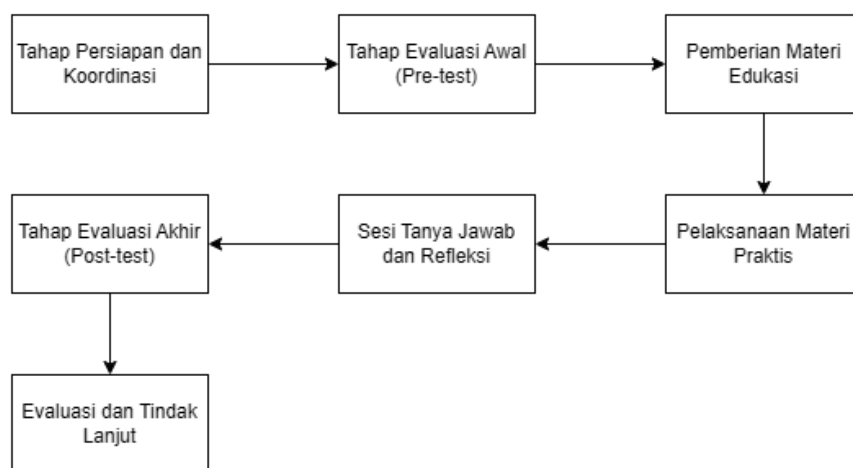 Tahap Persiapan dan
Koordinasi
Tahap Evaluasi Awal
(Pre-test)
Pemberian Materi
Edukasi
Pelaksanaan Materi
Praktis
Sesi Tanya Jawab
dan Refleksi
Tahap Evaluasi Akhir
(Post-test)
Evaluasi dan Tindak
Lanjut